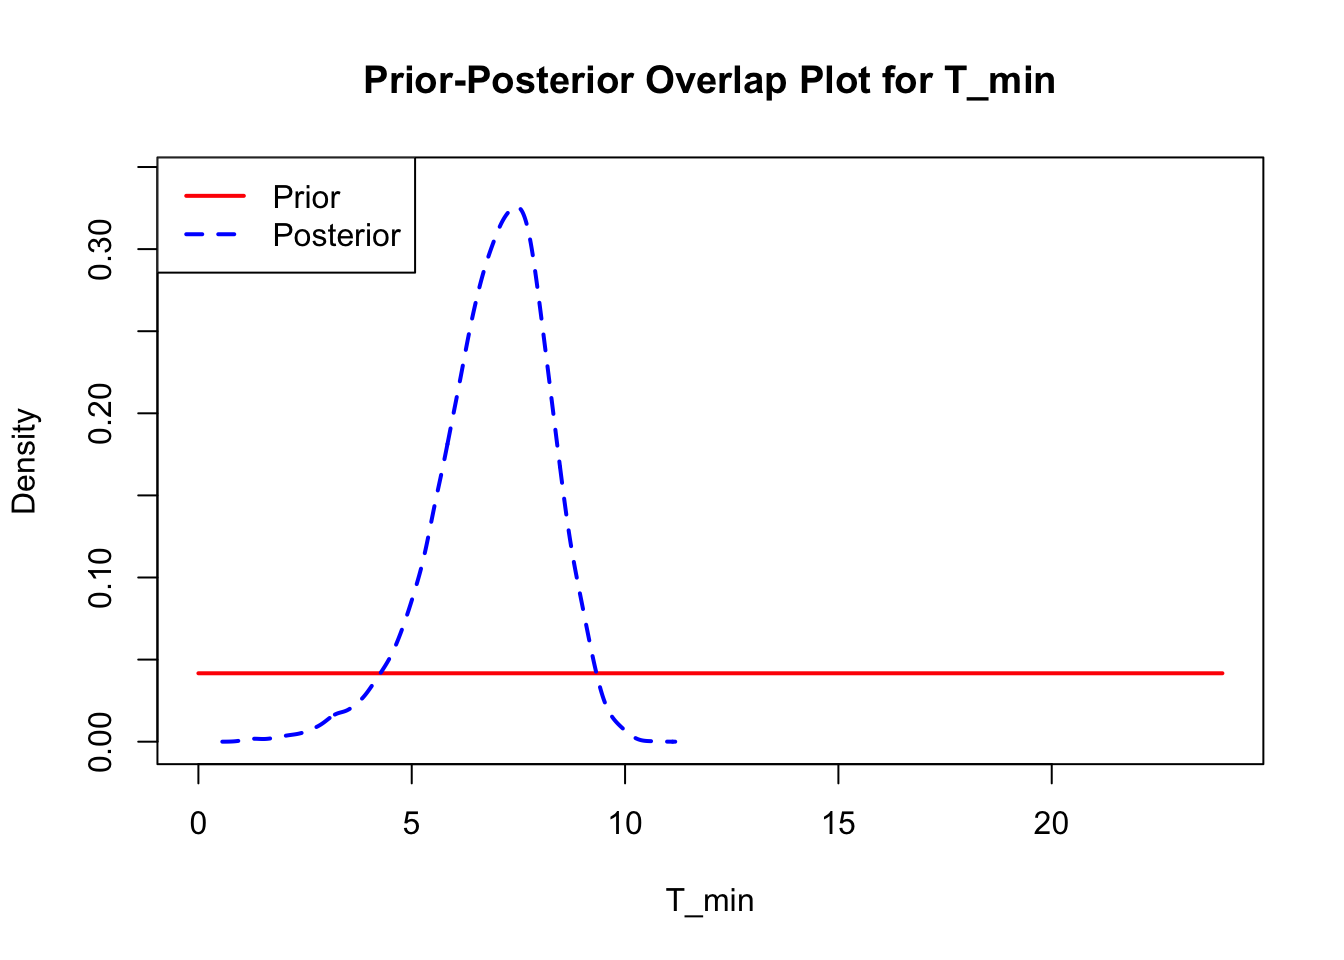 Prior-Posterior Overlap Plot for T_min
Prior
Posterior
Density
0.30
0.20
0.10
0.00
0 5 10 15 20
T_min